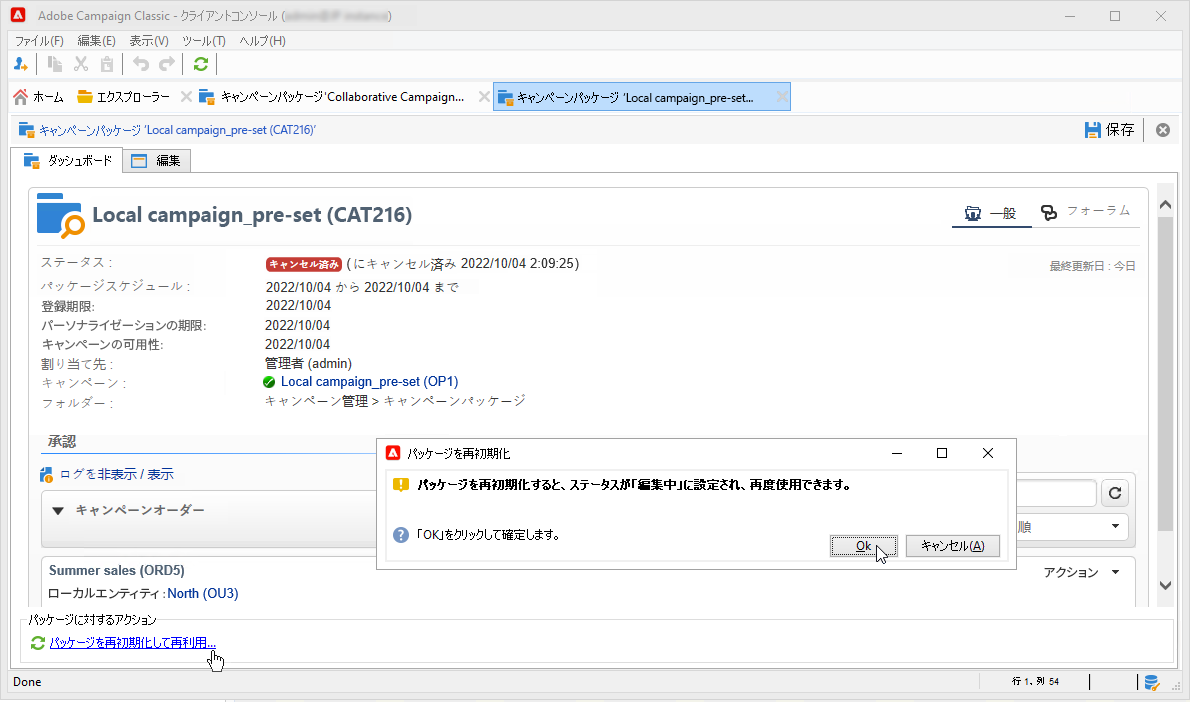 Adobe Campaign Classic - クライアントコンソール (
ファイル(F) 編集(E) 表示(V) ツール(T) ヘルプ(H)
ホーム エクスプローラー キャンペーンパッケージ'Collaborative Campaign... キャンペーンパッケージ 'Local campaign_pre-set...
キャンペーンパッケージ 'Local campaign_pre-set (CAT216)' 保存
ダッシュボード 編集
Local campaign_pre-set (CAT216) 一般 フォーラム
ステータス : キャンセル済み (にキャンセル済み 2022/10/04 2:09:25) 最終更新日 : 今日
パッケージスケジュール : 2022/10/04 から 2022/10/04 まで
登録期限: 2022/10/04
パーソナライゼーションの期限: 2022/10/04
キャンペーンの可用性: 2022/10/04
割り当て先 : 管理者 (admin)
キャンペーン : Local campaign_pre-set (OP1)
フォルダー : キャンペーン管理 > キャンペーンパッケージ
承認
ログを非表示 / 表示
キャンペーンオーダー
順
パッケージを再初期化
パッケージを再初期化すると、ステータスが「編集中」に設定され、再度使用できます。
「OK」をクリックして確定します。
Ok キャンセル(A)
Summer sales (ORD5) アクション
ローカルエンティティ : North (OU3)
パッケージに対するアクション
パッケージを再初期化して再利用...
Done 行 1、列 54